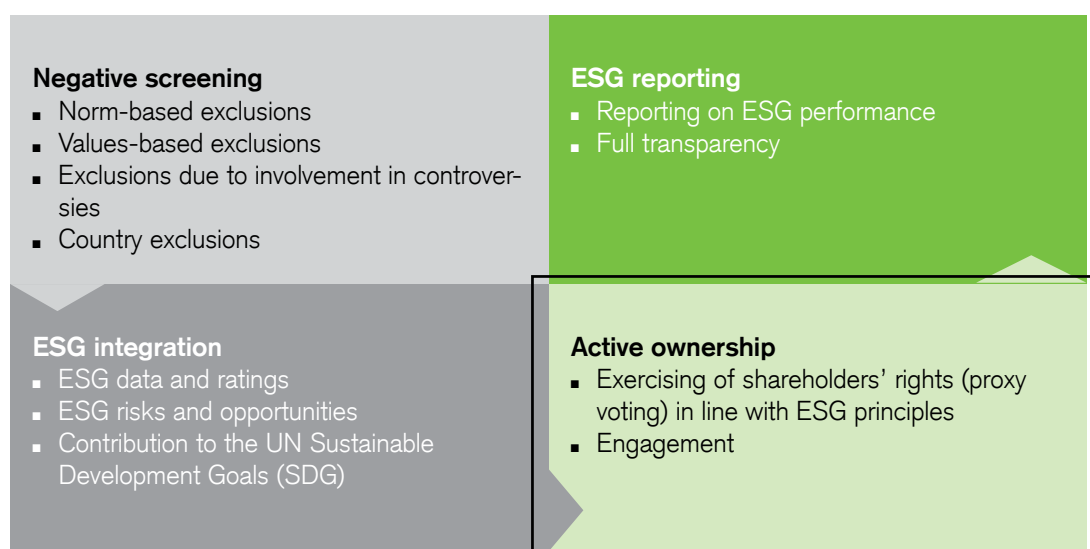 Negative screening
▪ Norm-based exclusions
▪ Values-based exclusions
▪ Exclusions due to involvement in controver-
sies
▪ Country exclusions
ESG reporting
▪ Reporting on ESG performance
▪ Full transparency
ESG integration
▪ ESG data and ratings
▪ ESG risks and opportunities
▪ Contribution to the UN Sustainable
Development Goals (SDG)
Active ownership
▪ Exercising of shareholders’ rights (proxy
voting) in line with ESG principles
▪ Engagement